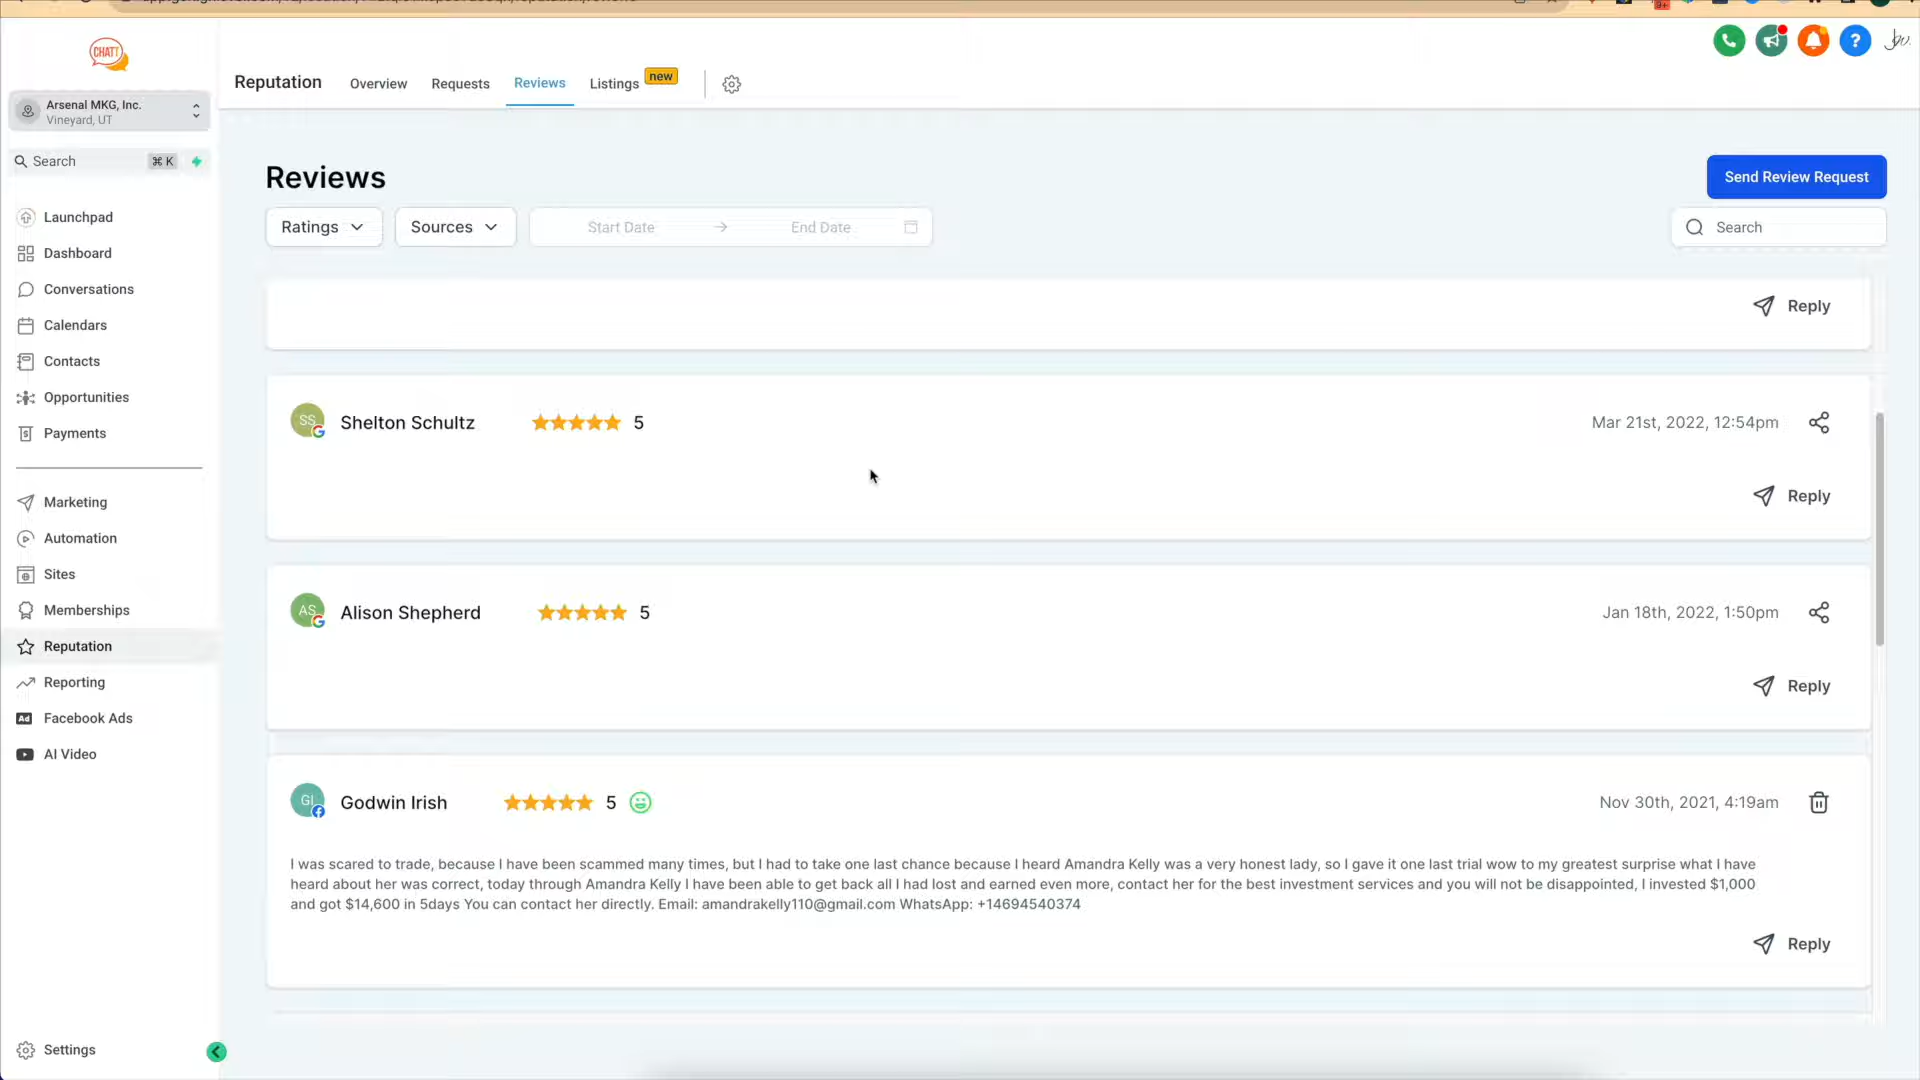 CHATT
Arsenal MKG, Inc.
Vineyard, UT
Search ⌘ K
Launchpad
Dashboard
Conversations
Calendars
Contacts
Opportunities
Payments
Marketing
Automation
Sites
Memberships
Reputation
Reporting
Ad Facebook Ads
AI Video
Settings
Reputation Overview Requests Reviews Listings new
9+
?
Reviews
Send Review Request
Ratings Sources Start Date → End Date
Search
Reply
SS Shelton Schultz 5 Mar 21st, 2022, 12:54pm
Reply
AS Alison Shepherd 5 Jan 18th, 2022, 1:50pm
Reply
GI Godwin Irish 5 Nov 30th, 2021, 4:19am
I was scared to trade, because I have been scammed many times, but I had to take one last chance because I heard Amandra Kelly was a very honest lady, so I gave it one last trial wow to my greatest surprise what I have
heard about her was correct, today through Amandra Kelly I have been able to get back all I had lost and earned even more, contact her for the best investment services and you will not be disappointed, I invested $1,000
and got $14,600 in 5days You can contact her directly. Email: amandrakelly110@gmail.com WhatsApp: +14694540374
Reply